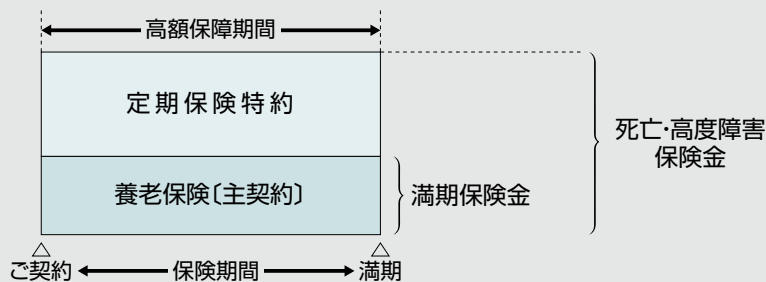 高額保障期間
定期保険特約
死亡・高度障害
保険金
養老保険〔主契約〕
満期保険金
ご契約
保険期間
満期